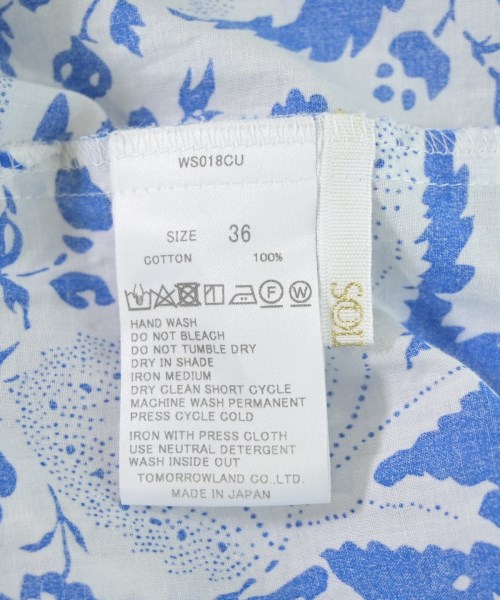 WS018CU
SIZE 36
COTTON 100%
F W
HAND WASH
DO NOT BLEACH
DO NOT TUMBLE DRY
DRY IN SHADE
IRON MEDIUM
DRY CLEAN SHORT CYCLE
MACHINE WASH PERMANENT
PRESS CYCLE COLD
IRON WITH PRESS CLOTH
USE NEUTRAL DETERGENT
WASH INSIDE OUT
TOMORROWLAND CO.,LTD.
MADE IN JAPAN